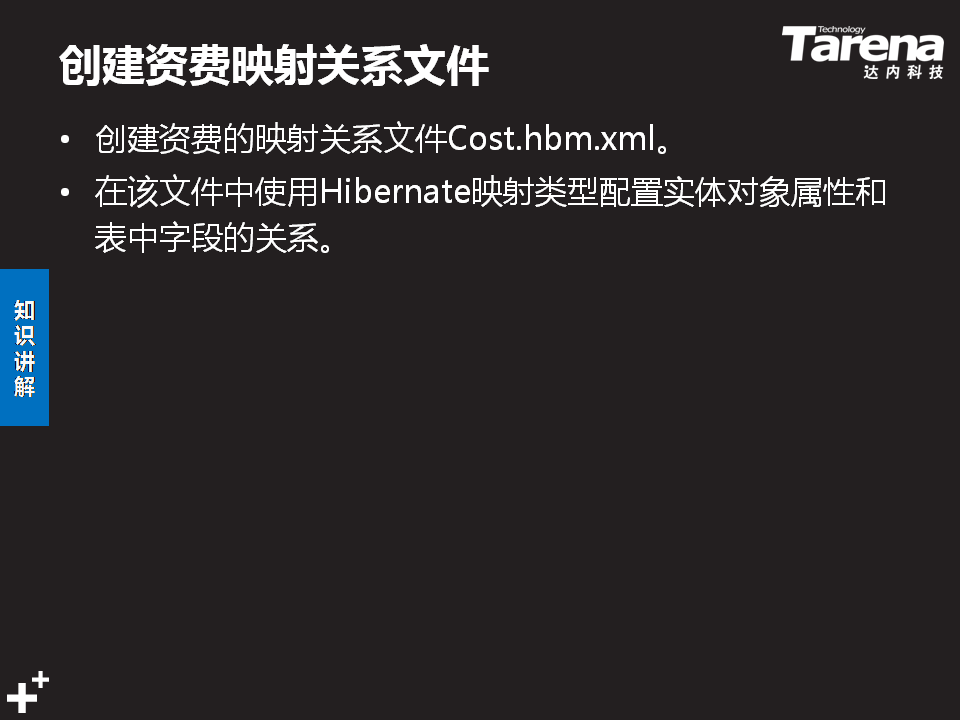 创建资费映射关系文件
Technology
Tarena
达内科技
• 创建资费的映射关系文件Cost.hbm.xml。
• 在该文件中使用Hibernate映射类型配置实体对象属性和
表中字段的关系。
知
识
讲
解